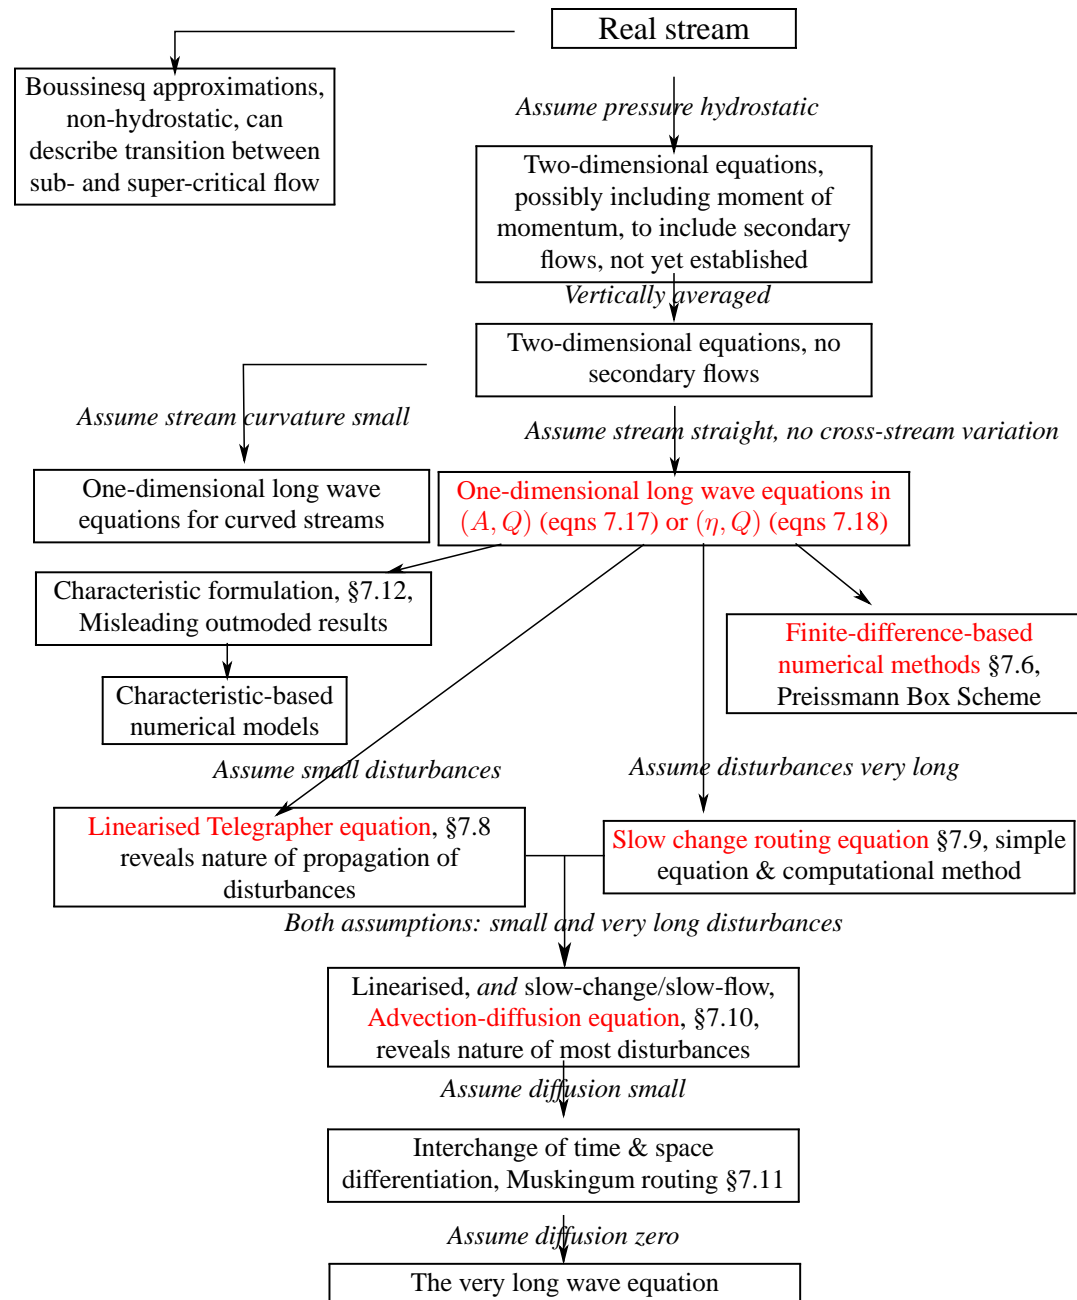 Real stream
Boussinesq approximations,
non-hydrostatic, can
describe transition between
sub- and super-critical flow
Assume pressure hydrostatic
Two-dimensional equations,
possibly including moment of
momentum, to include secondary
flows, not yet established
Vertically averaged
Two-dimensional equations, no
secondary flows
Assume stream curvature small
Assume stream straight, no cross-stream variation
One-dimensional long wave
equations for curved streams
One-dimensional long wave equations in
(A, Q) (eqns 7.17) or (η, Q) (eqns 7.18)
Characteristic formulation, §7.12,
Misleading outmoded results
Finite-difference-based
numerical methods §7.6,
Preissmann Box Scheme
Characteristic-based
numerical models
Assume small disturbances
Assume disturbances very long
Linearised Telegrapher equation, §7.8
reveals nature of propagation of
disturbances
Slow change routing equation §7.9, simple
equation & computational method
Both assumptions: small and very long disturbances
Linearised, and slow-change/slow-flow,
Advection-diffusion equation, §7.10,
reveals nature of most disturbances
Assume diffusion small
Interchange of time & space
differentiation, Muskingum routing §7.11
Assume diffusion zero
The very long wave equation